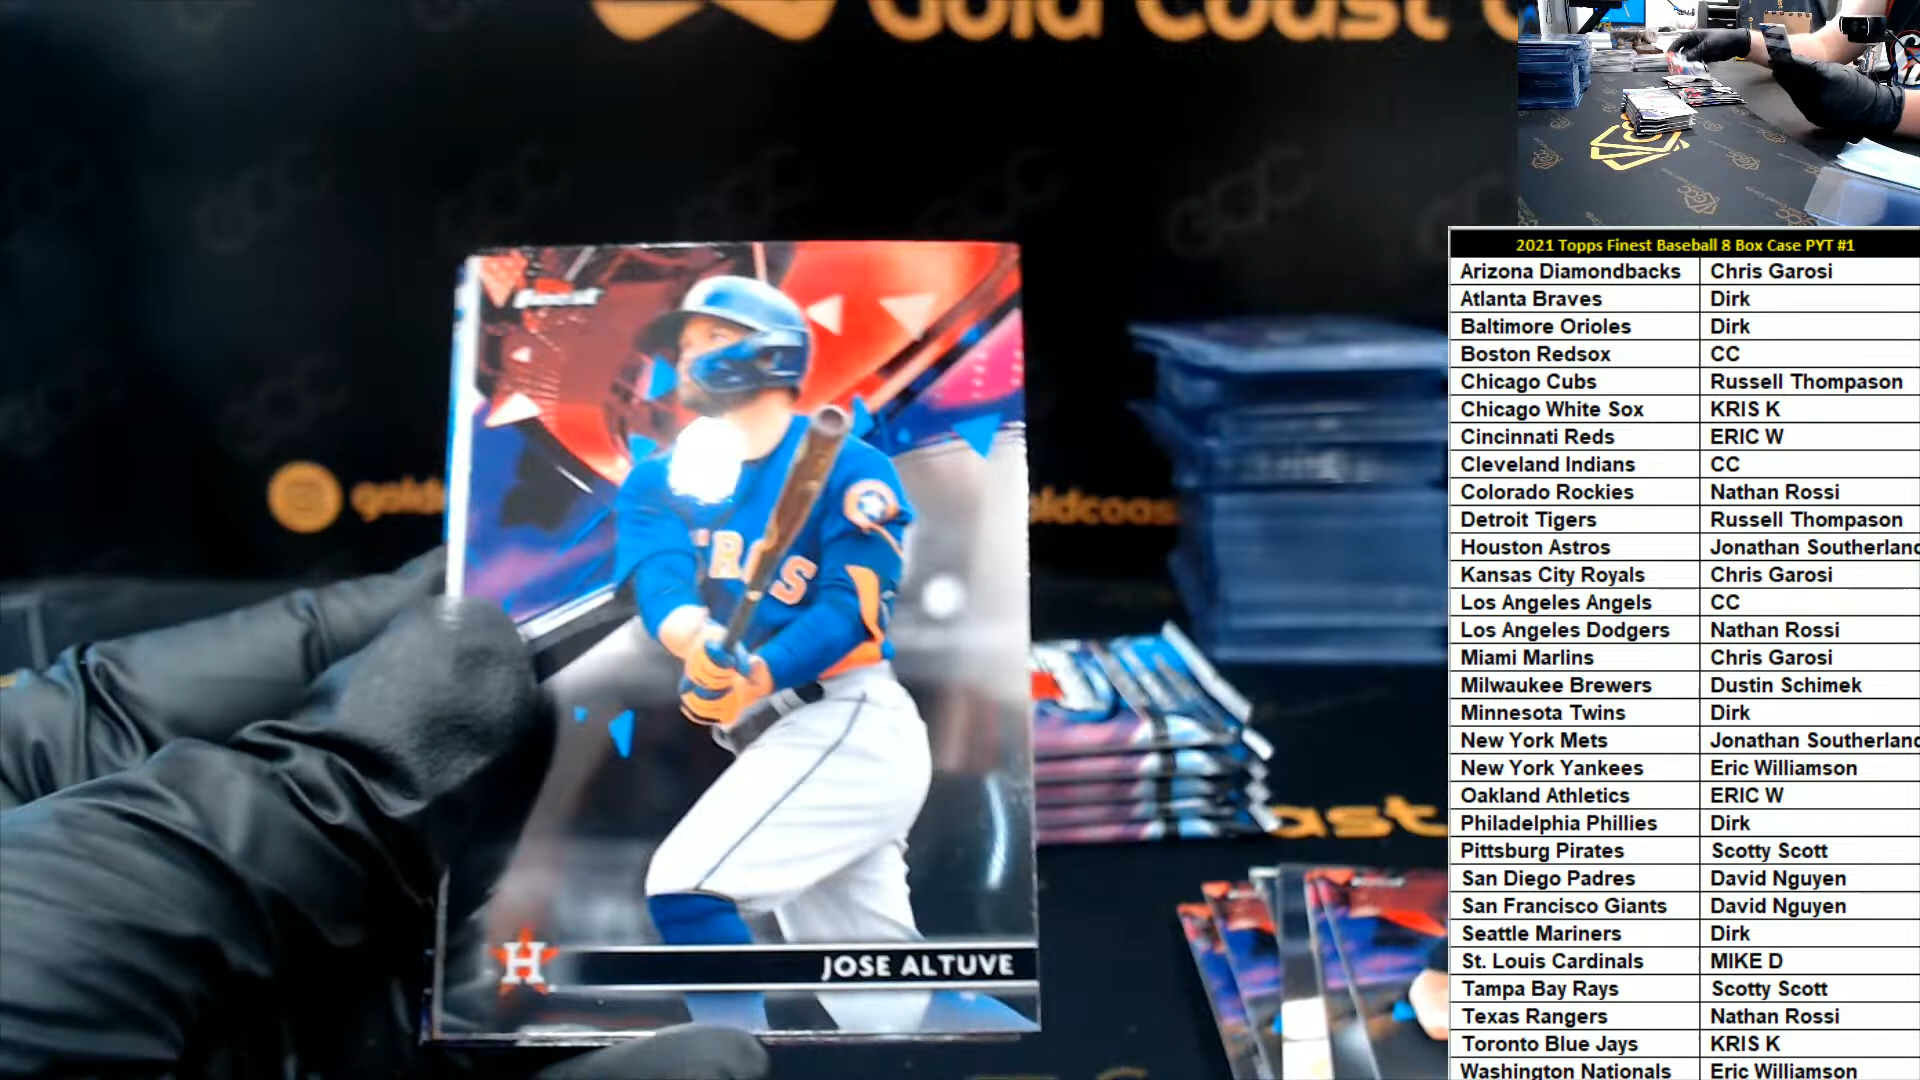 Gold Coast C
GCC
Finest
TROS
H
JOSE ALTUVE
goldcoas
ast
2021 Topps Finest Baseball 8 Box Case PYT #1
Arizona Diamondbacks Chris Garosi
Atlanta Braves Dirk
Baltimore Orioles Dirk
Boston Redsox CC
Chicago Cubs Russell Thompason
Chicago White Sox KRIS K
Cincinnati Reds ERIC W
Cleveland Indians CC
Colorado Rockies Nathan Rossi
Detroit Tigers Russell Thompason
Houston Astros Jonathan Southerland
Kansas City Royals Chris Garosi
Los Angeles Angels CC
Los Angeles Dodgers Nathan Rossi
Miami Marlins Chris Garosi
Milwaukee Brewers Dustin Schimek
Minnesota Twins Dirk
New York Mets Jonathan Southerland
New York Yankees Eric Williamson
Oakland Athletics ERIC W
Philadelphia Phillies Dirk
Pittsburg Pirates Scotty Scott
San Diego Padres David Nguyen
San Francisco Giants David Nguyen
Seattle Mariners Dirk
St. Louis Cardinals MIKE D
Tampa Bay Rays Scotty Scott
Texas Rangers Nathan Rossi
Toronto Blue Jays KRIS K
Washington Nationals Eric Williamson